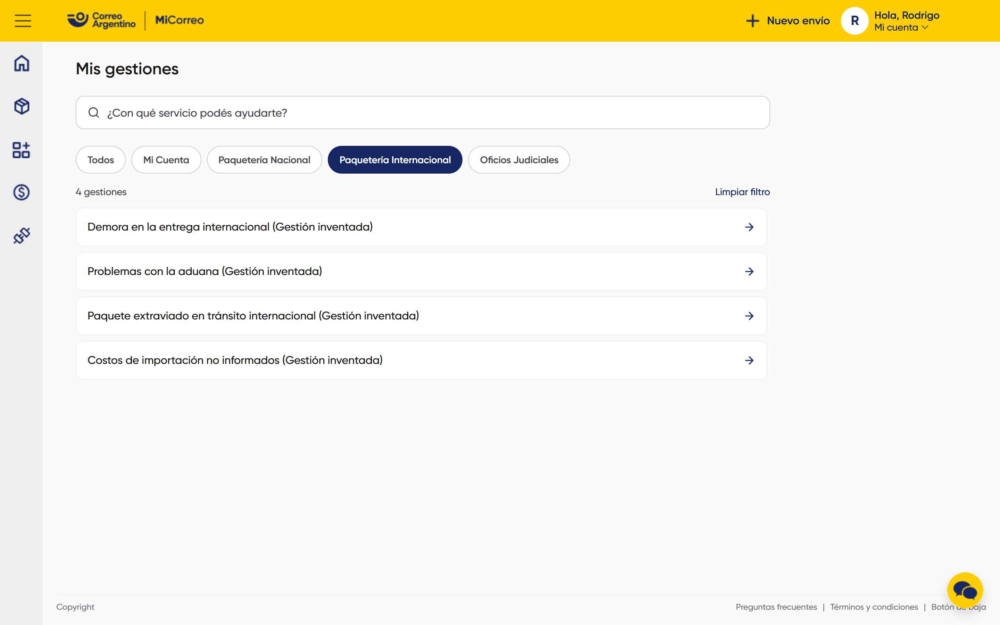 Correo
Argentino
MiCorreo
Nuevo envío
R
Hola, Rodrigo
Mi cuenta
Mis gestiones
¿Con qué servicio podés ayudarte?
Todos
Mi Cuenta
Paquetería Nacional
Paquetería Internacional
Oficios Judiciales
4 gestiones
Limpiar filtro
Demora en la entrega internacional (Gestión inventada)
Problemas con la aduana (Gestión inventada)
Paquete extraviado en tránsito internacional (Gestión inventada)
Costos de importación no informados (Gestión inventada)
Copyright
Preguntas frecuentes | Términos y condiciones | Botón de baja